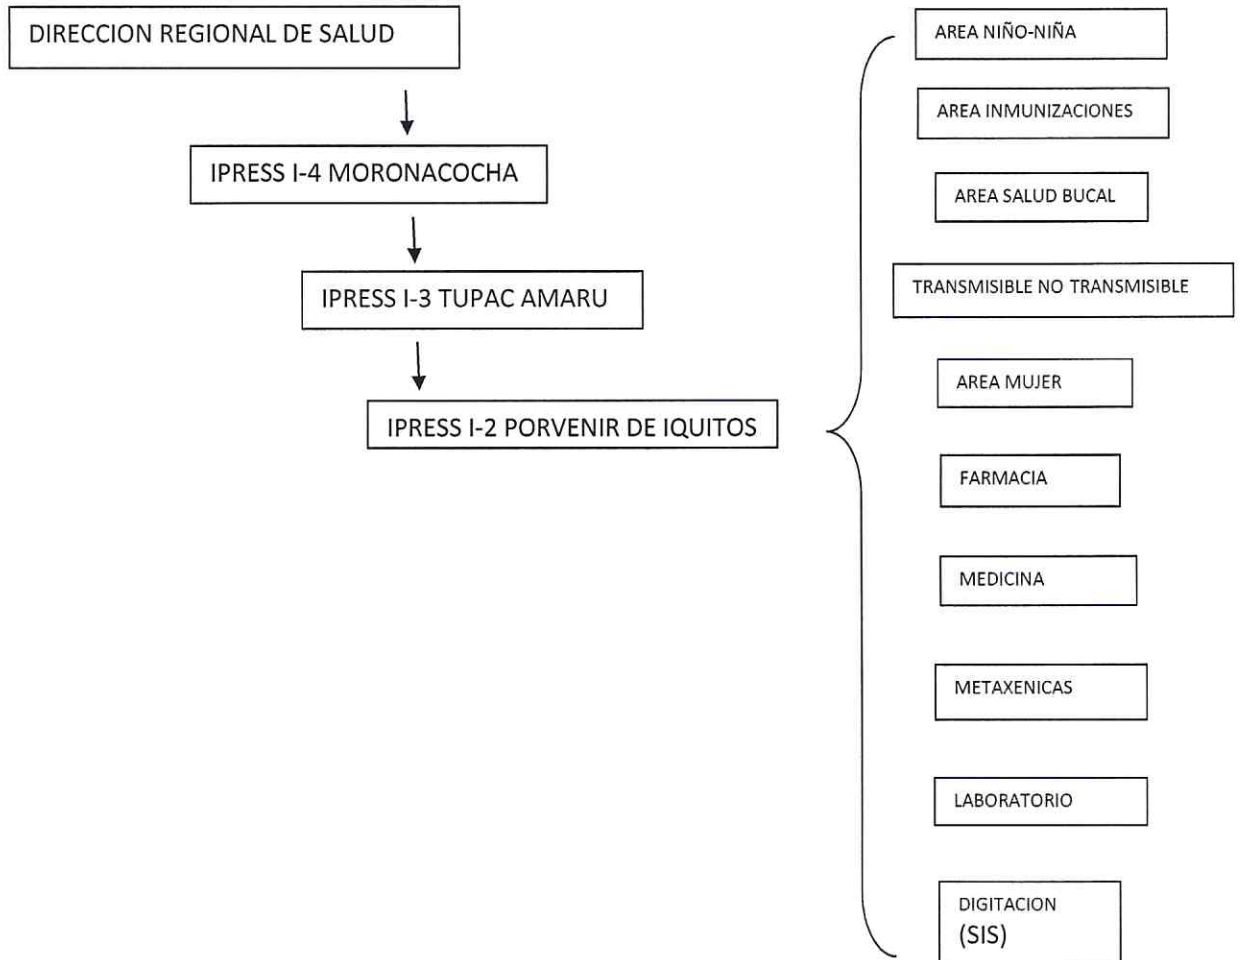 DIRECCION REGIONAL DE SALUD
IPRESS I-4 MORONACOCHA
IPRESS I-3 TUPAC AMARU
IPRESS I-2 PORVENIR DE IQUITOS
AREA NIÑO-NIÑA
AREA INMUNIZACIONES
AREA SALUD BUCAL
TRANSMISIBLE NO TRANSMISIBLE
AREA MUJER
FARMACIA
MEDICINA
METAXENICAS
LABORATORIO
DIGITACION
(SIS)